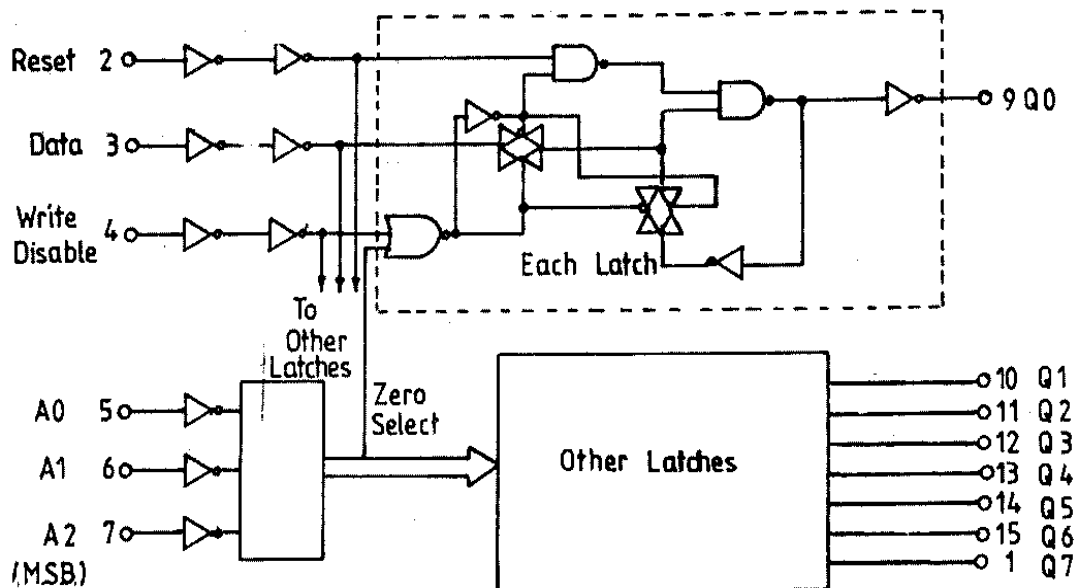 Reset 2
9 Q0
Data 3
Write
Disable 4
Each Latch
To
Other
Latches
Zero
Select
A0 5
A1 6
A2 7
(M.S.B.)
Other Latches
10 Q1
11 Q2
12 Q3
13 Q4
14 Q5
15 Q6
1 Q7